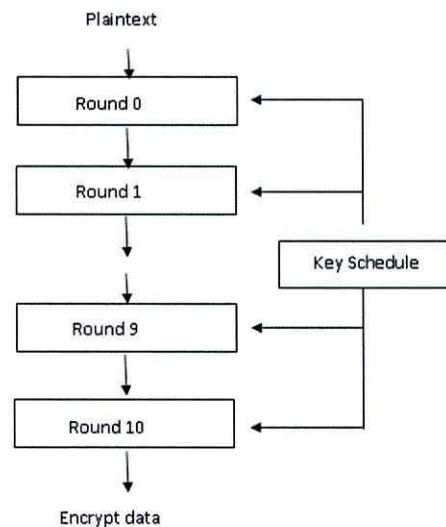 Plaintext
Round 0
Round 1
Key Schedule
Round 9
Round 10
Encrypt data